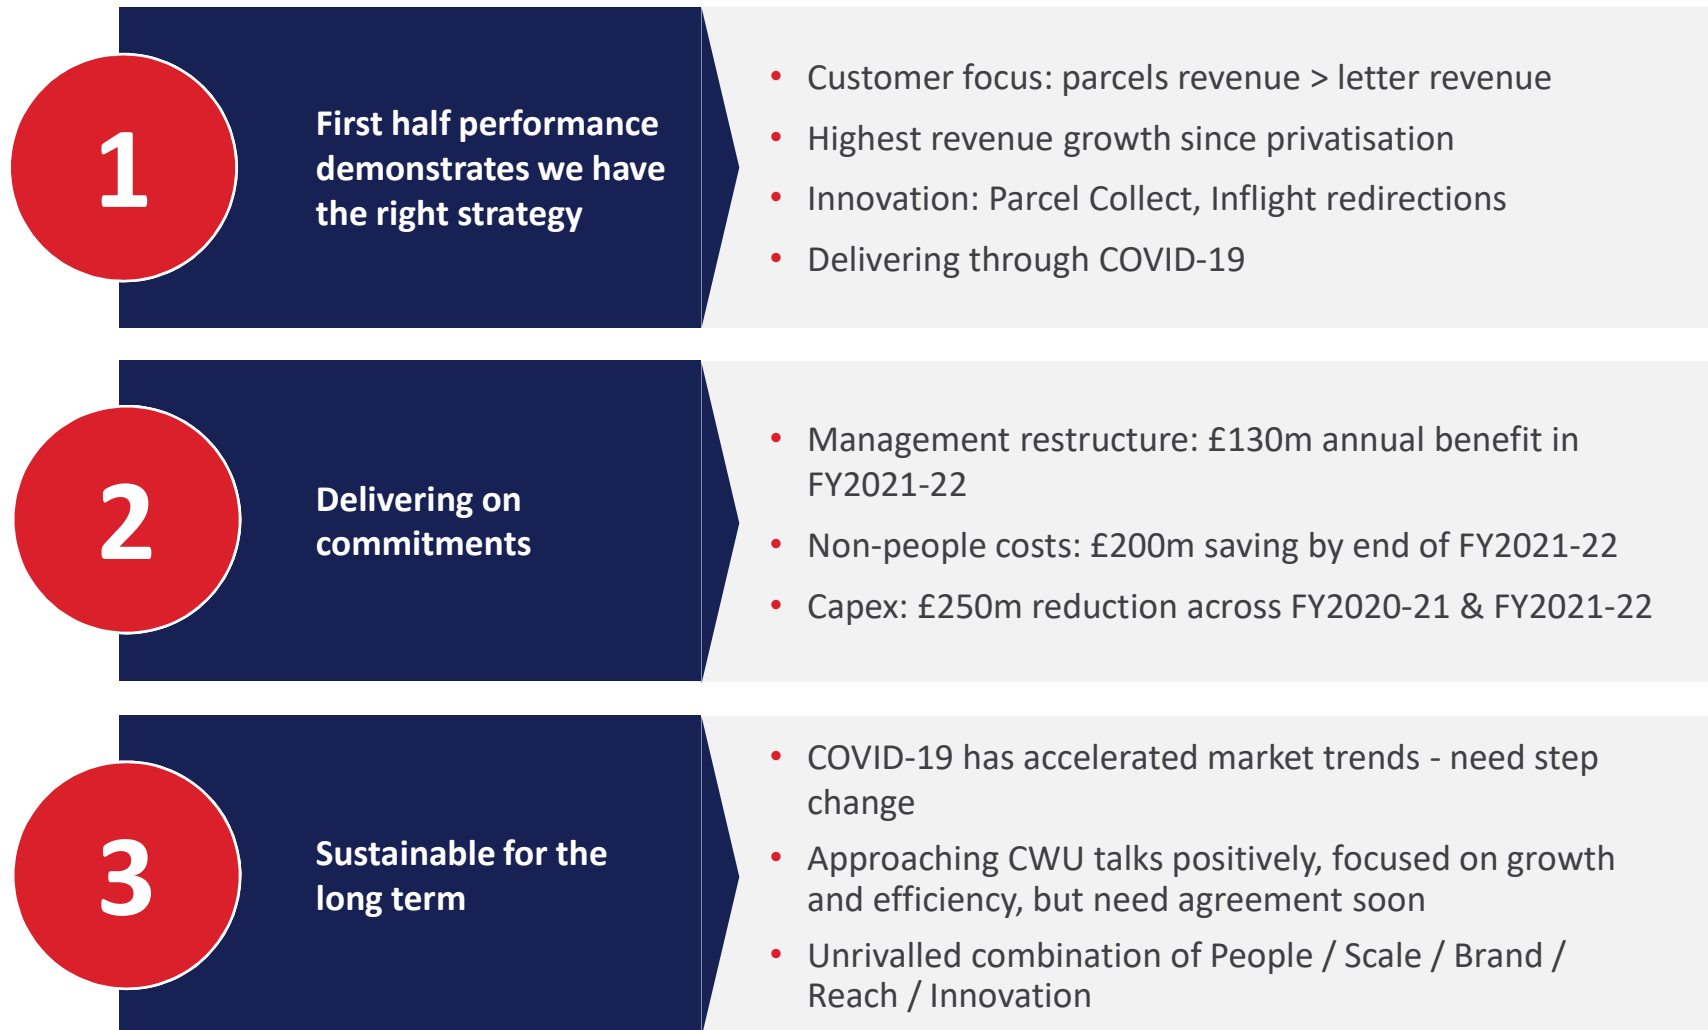 1
First half performance
demonstrates we have
the right strategy
• Customer focus: parcels revenue > letter revenue
• Highest revenue growth since privatisation
• Innovation: Parcel Collect, Inflight redirections
• Delivering through COVID-19
2
Delivering on
commitments
• Management restructure: £130m annual benefit in
FY2021-22
• Non-people costs: £200m saving by end of FY2021-22
• Capex: £250m reduction across FY2020-21 & FY2021-22
3
Sustainable for the
long term
• COVID-19 has accelerated market trends - need step
change
• Approaching CWU talks positively, focused on growth
and efficiency, but need agreement soon
• Unrivalled combination of People / Scale / Brand /
Reach / Innovation